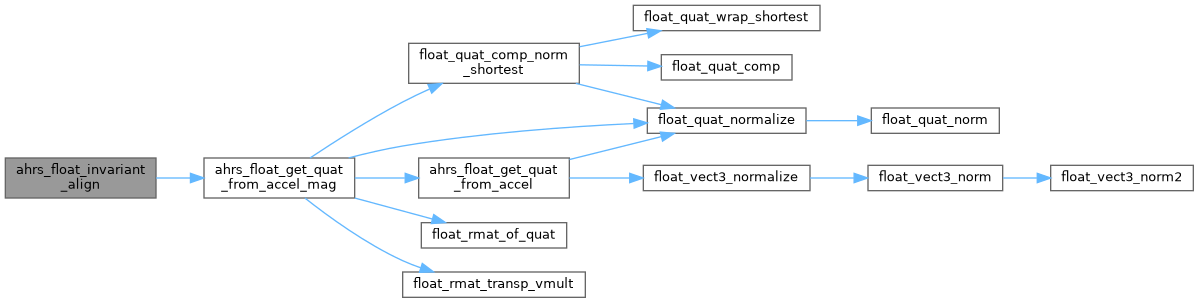 ahrs_float_invariant
_align
ahrs_float_get_quat
_from_accel_mag
float_quat_comp_norm
_shortest
float_quat_wrap_shortest
float_quat_comp
float_quat_normalize
float_quat_norm
ahrs_float_get_quat
_from_accel
float_vect3_normalize
float_vect3_norm
float_vect3_norm2
float_rmat_of_quat
float_rmat_transp_vmult